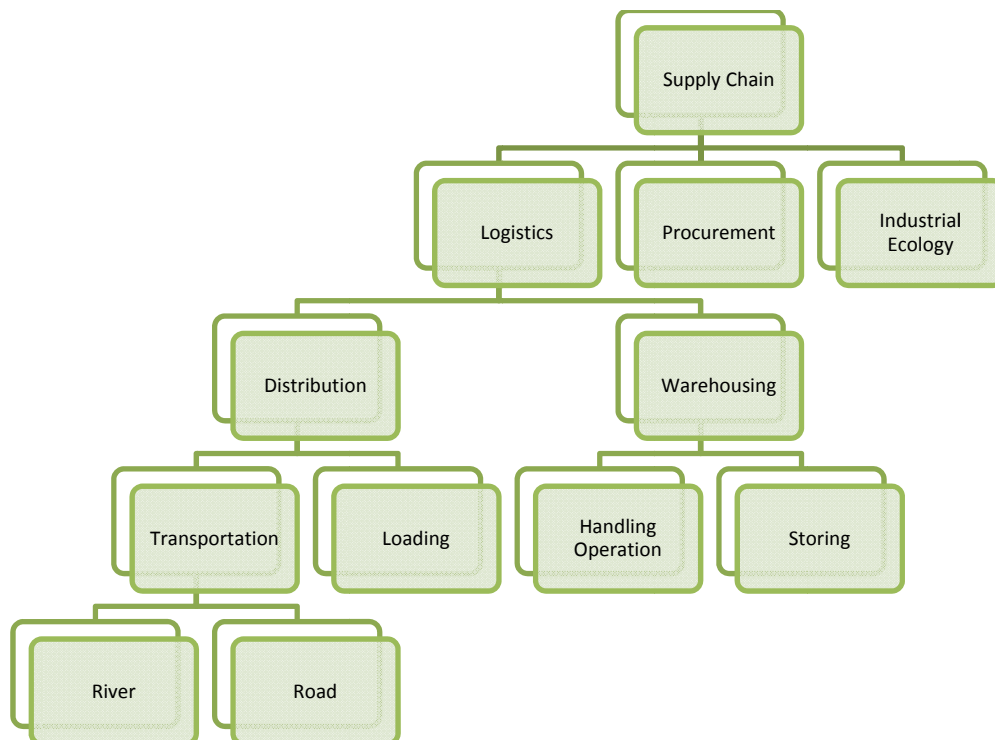 Supply Chain
Logistics
Procurement
Industrial
Ecology
Distribution
Warehousing
Transportation
Loading
Handling
Operation
Storing
River
Road